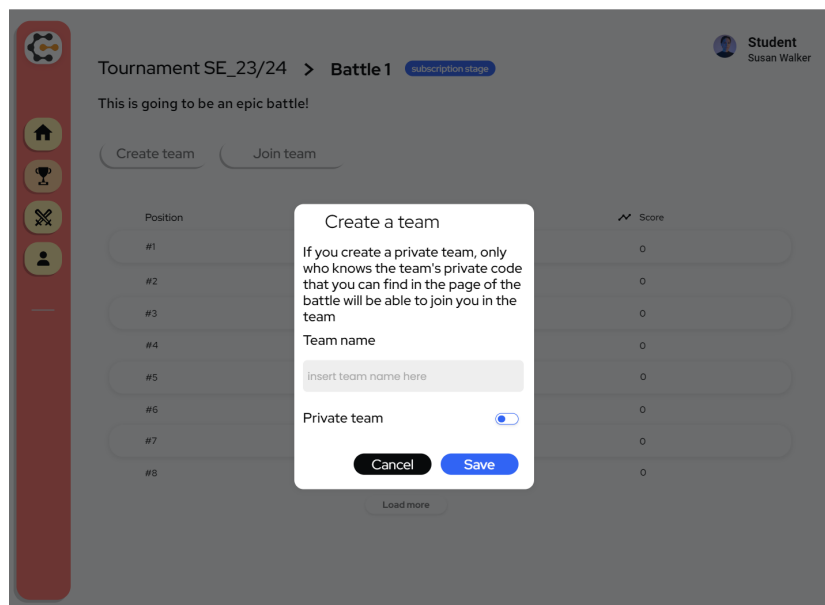 Student
Susan Walker
Tournament SE_23/24 > Battle 1 subscription stage
This is going to be an epic battle!
Create team Join team
Position Score
#1 0
#2 0
#3 0
#4 0
#5 0
#6 0
#7 0
#8 0
Load more
Create a team
If you create a private team, only
who knows the team's private code
that you can find in the page of the
battle will be able to join you in the
team
Team name
insert team name here
Private team
Cancel Save